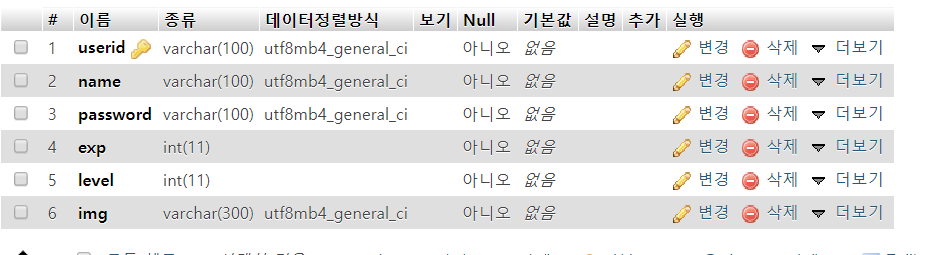 # 이름 종류 데이터정렬방식 보기 Null 기본값 설명 추가 실행
1 userid varchar(100) utf8mb4_general_ci 아니오 없음 변경 삭제 더보기
2 name varchar(100) utf8mb4_general_ci 아니오 없음 변경 삭제 더보기
3 password varchar(100) utf8mb4_general_ci 아니오 없음 변경 삭제 더보기
4 exp int(11) 아니오 없음 변경 삭제 더보기
5 level int(11) 아니오 없음 변경 삭제 더보기
6 img varchar(300) utf8mb4_general_ci 아니오 없음 변경 삭제 더보기